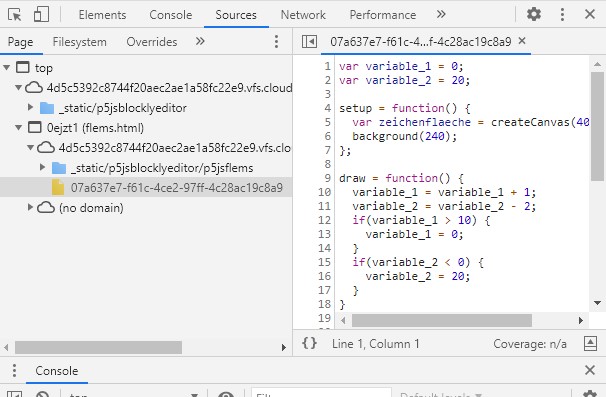 Elements Console Sources Network Performance »
Page Filesystem Overrides »
07a637e7-f61c-4...f-4c28ac19c8a9 ×
top
4d5c5392c8744f20aec2ae1a58fc22e9.vfs.cloud
_static/p5jsblocklyeditor
0ejzt1 (flems.html)
4d5c5392c8744f20aec2ae1a58fc22e9.vfs.clo
_static/p5jsblocklyeditor/p5jsflems
07a637e7-f61c-4ce2-97ff-4c28ac19c8a9
(no domain)
1 var variable_1 = 0;
2 var variable_2 = 20;
3
4 setup = function() {
5 var zeichenflaeche = createCanvas(40
6 background(240);
7 };
8
9 draw = function() {
10 variable_1 = variable_1 + 1;
11 variable_2 = variable_2 - 2;
12 if(variable_1 > 10) {
13 variable_1 = 0;
14 }
15 if(variable_2 < 0) {
16 variable_2 = 20;
17 }
18 }
19
{} Line 1, Column 1 Coverage: n/a
Console